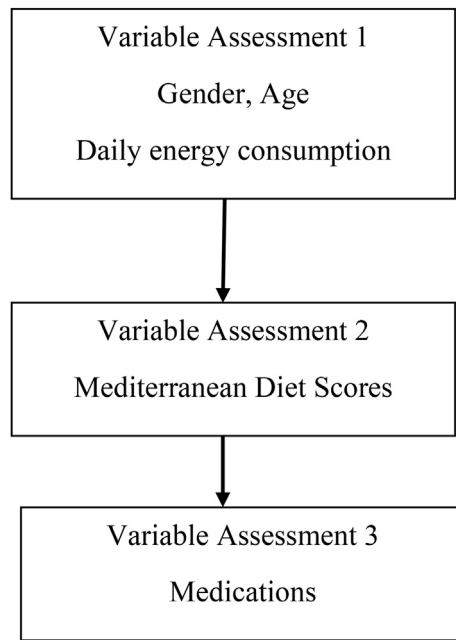 Variable Assessment 1
Gender, Age
Daily energy consumption
Variable Assessment 2
Mediterranean Diet Scores
Variable Assessment 3
Medications